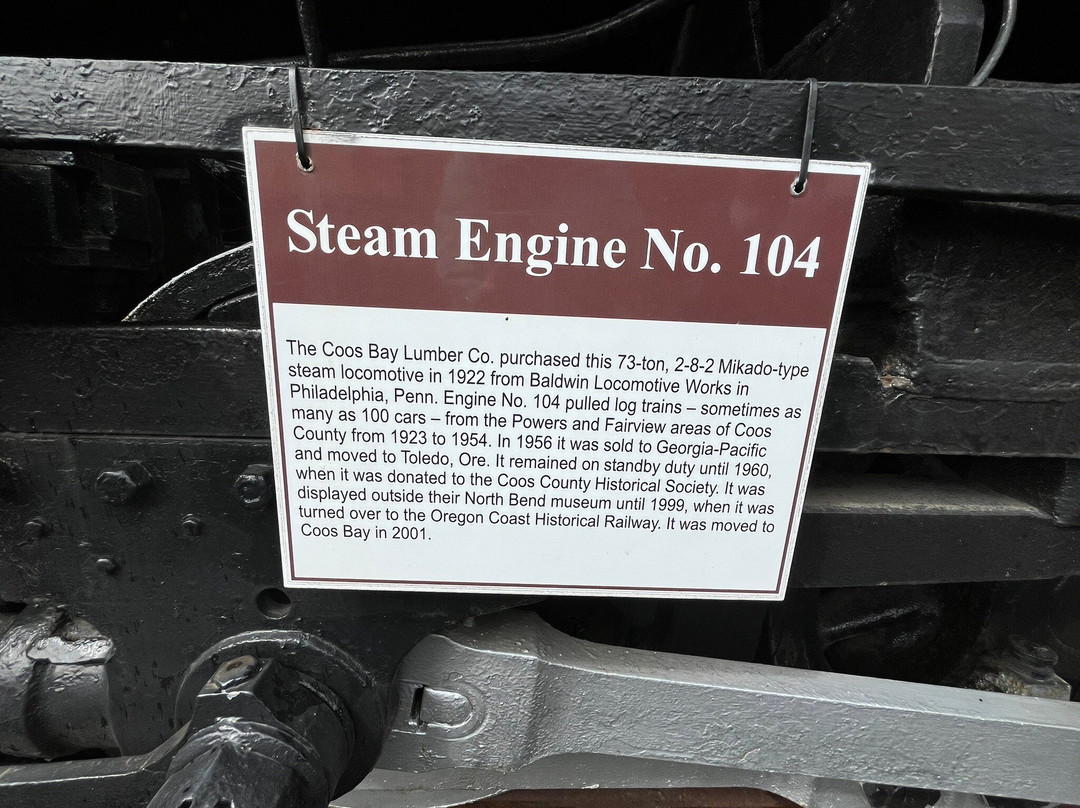 Steam Engine No. 104
The Coos Bay Lumber Co. purchased this 73-ton, 2-8-2 Mikado-type
steam locomotive in 1922 from Baldwin Locomotive Works in
Philadelphia, Penn. Engine No. 104 pulled log trains – sometimes as
many as 100 cars – from the Powers and Fairview areas of Coos
County from 1923 to 1954. In 1956 it was sold to Georgia-Pacific
and moved to Toledo, Ore. It remained on standby duty until 1960,
when it was donated to the Coos County Historical Society. It was
displayed outside their North Bend museum until 1999, when it was
turned over to the Oregon Coast Historical Railway. It was moved to
Coos Bay in 2001.